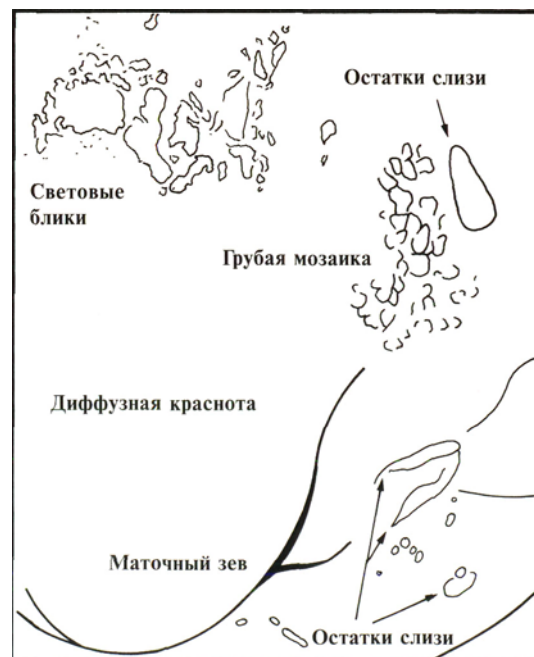 Остатки слизи
Световые
блики
Грубая мозаика
Диффузная краснота
Маточный зев
Остатки слизи